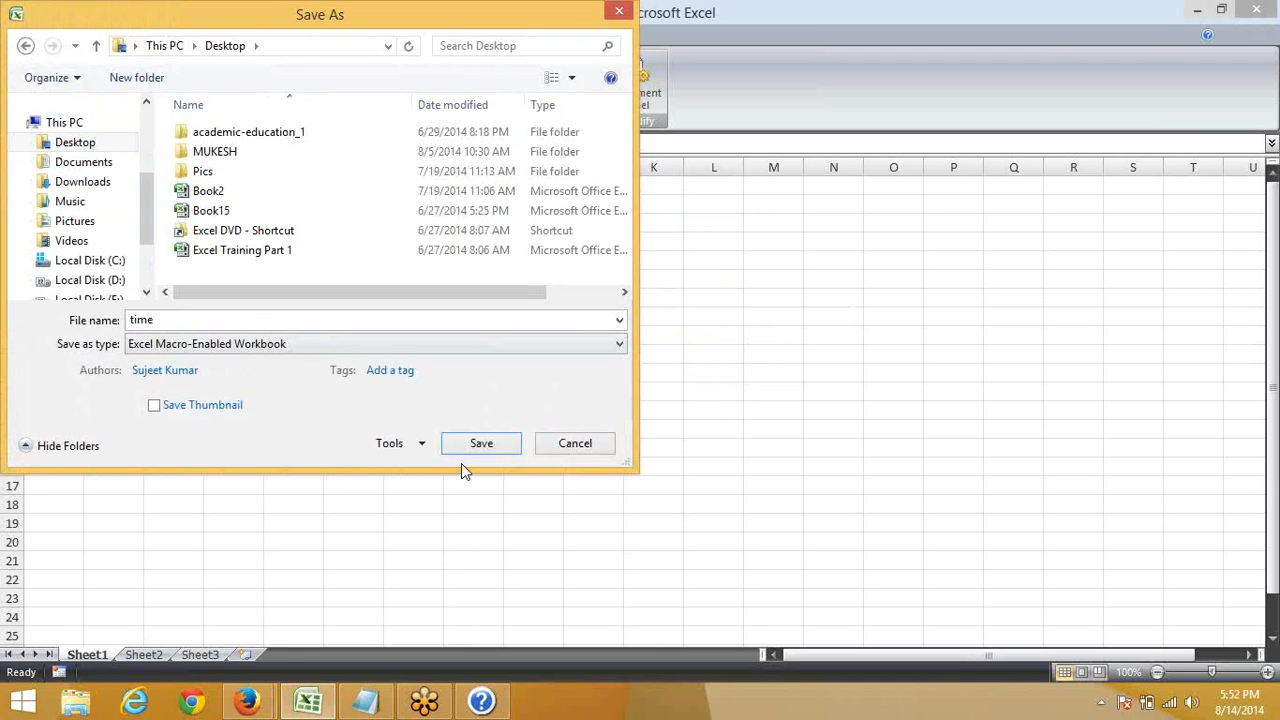 Save As
crosoft Excel
This PC
Desktop
Search Desktop
Organize
New folder
Name
Date modified
Type
This PC
Desktop
Documents
Downloads
Music
Pictures
Videos
Local Disk (C:)
Local Disk (D:)
academic-education_1 6/29/2014 8:18 PM File folder
MUKESH 8/5/2014 10:30 AM File folder
Pics 7/19/2014 11:13 AM File folder
Book2 7/19/2014 11:06 AM Microsoft Office E...
Book15 6/27/2014 5:25 PM Microsoft Office E...
Excel DVD - Shortcut 6/27/2014 8:07 AM Shortcut
Excel Training Part 1 6/27/2014 8:06 AM Microsoft Office E...
File name: time
Save as type: Excel Macro-Enabled Workbook
Authors: Sujeet Kumar
Tags: Add a tag
Save Thumbnail
Hide Folders
Tools
Save
Cancel
K L M N O P Q R S T U
17
18
19
20
21
22
23
24
25
Sheet1 Sheet2 Sheet3
Ready
100%
5:52 PM
8/14/2014